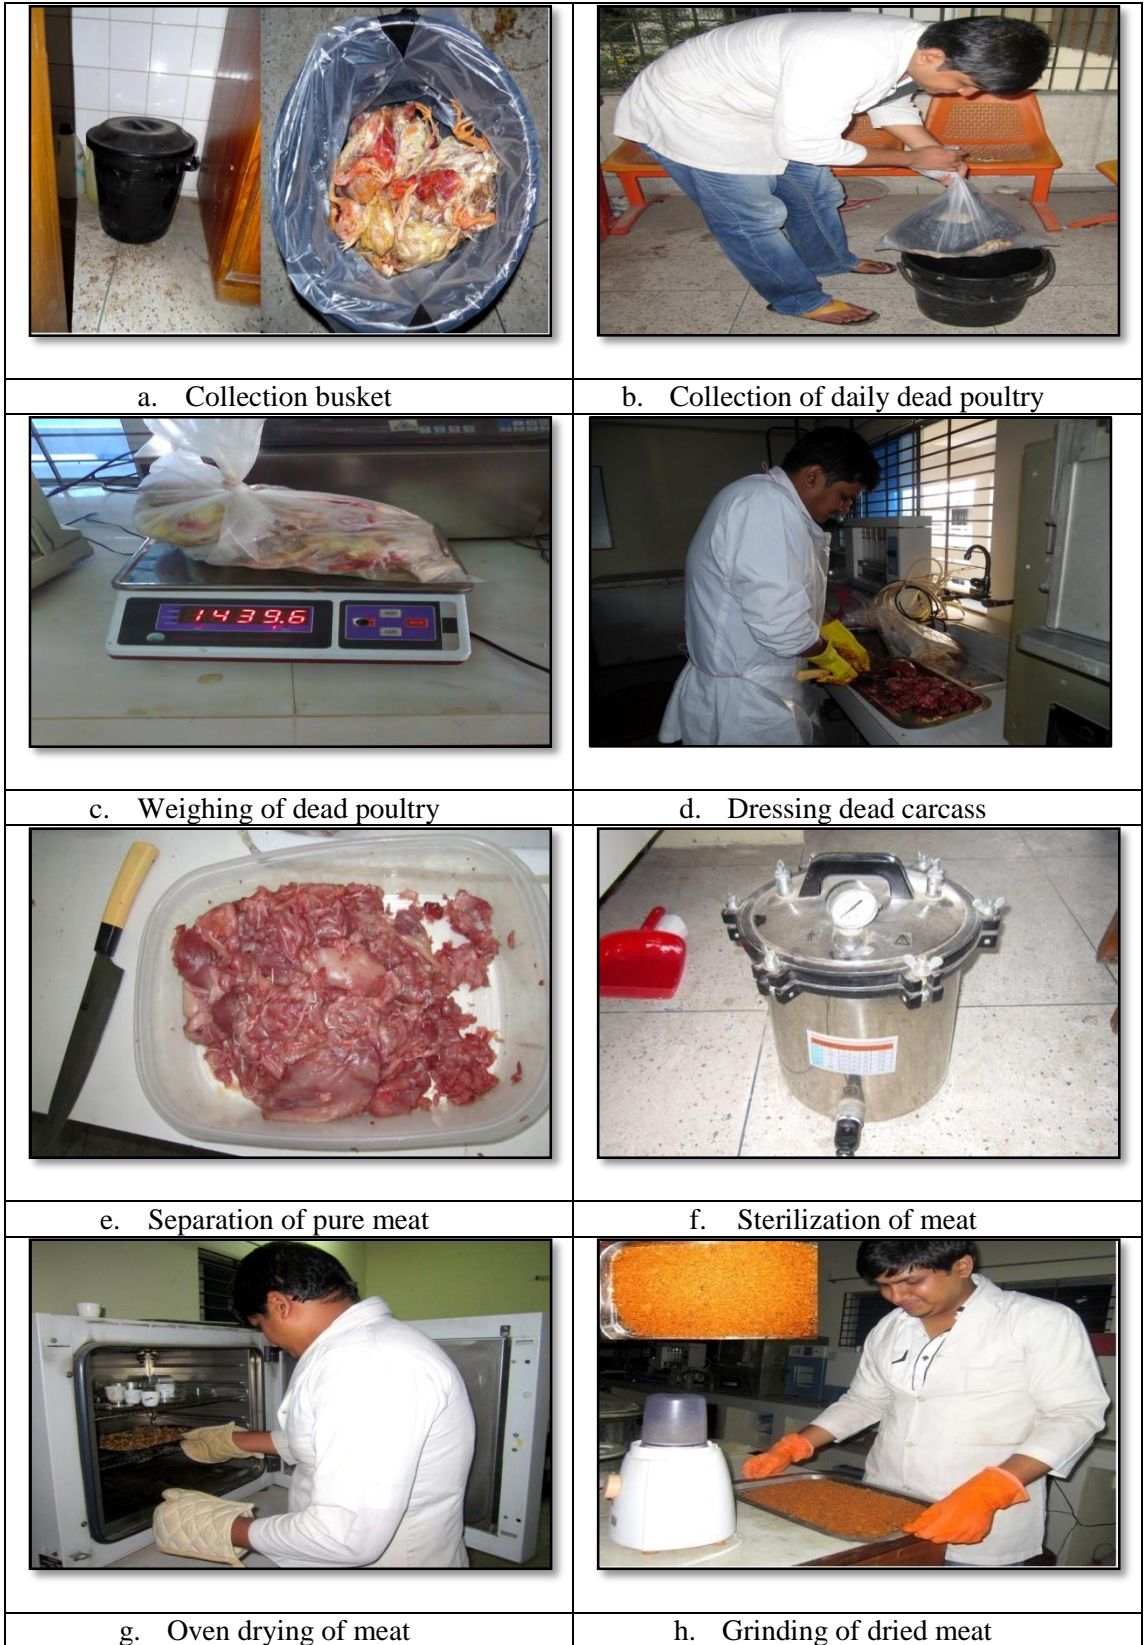 a. Collection busket
b. Collection of daily dead poultry
1439.6
c. Weighing of dead poultry
d. Dressing dead carcass
e. Separation of pure meat
f. Sterilization of meat
g. Oven drying of meat
h. Grinding of dried meat